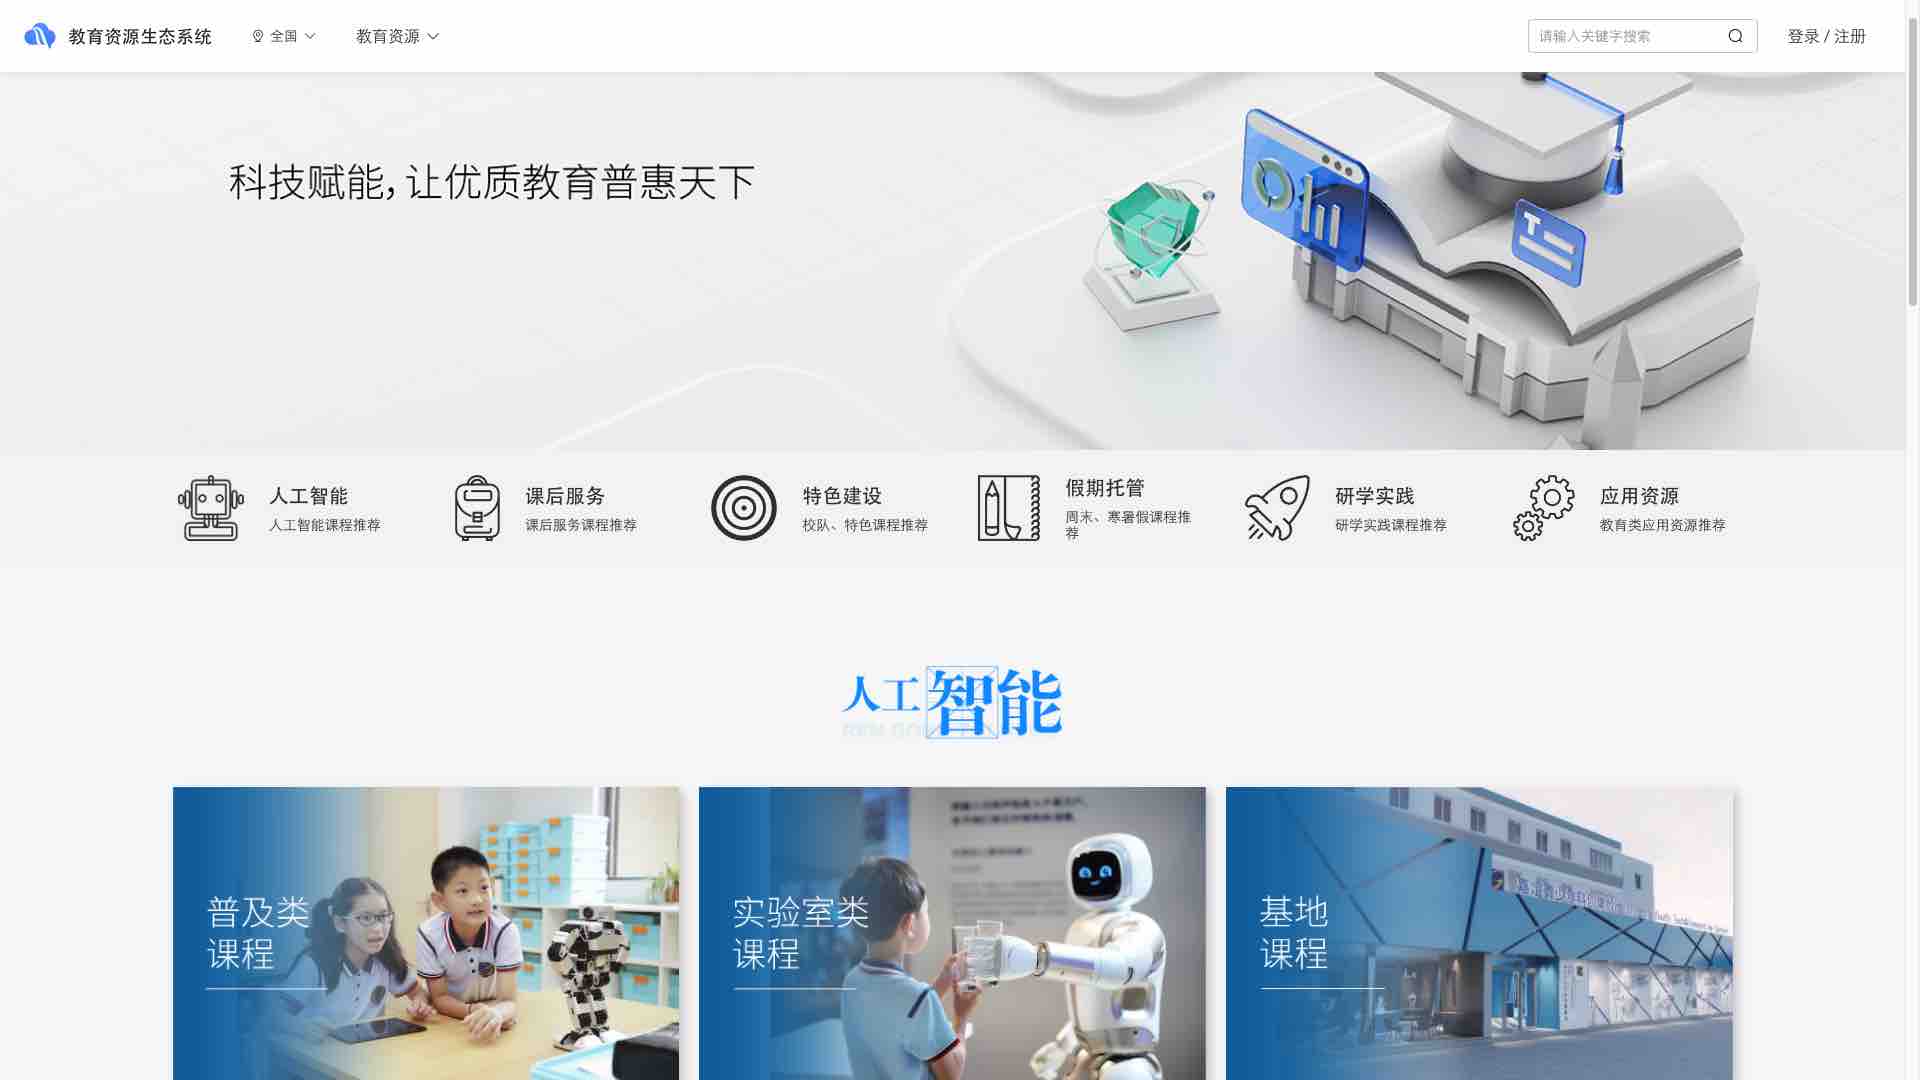 教育资源生态系统
全国
教育资源
请输入关键字搜索
登录 / 注册
科技赋能，让优质教育普惠天下
人工智能
人工智能课程推荐
课后服务
课后服务课程推荐
特色建设
校队、特色课程推荐
假期托管
周末、寒暑假课程推
荐
研学实践
研学实践课程推荐
应用资源
教育类应用资源推荐
人工智能
普及类
课程
实验室类
课程
基地
课程